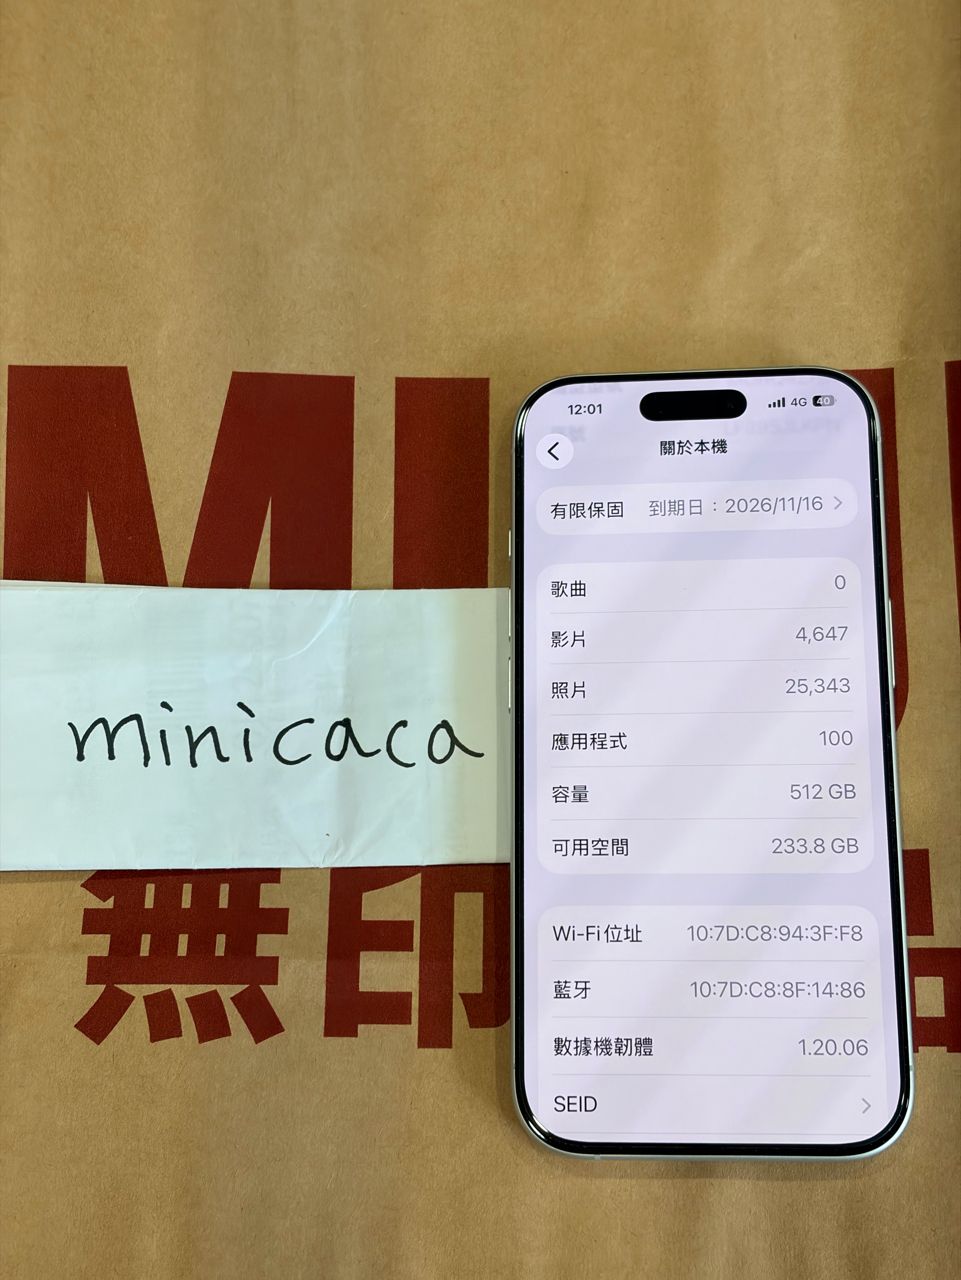 MUJ
無印
品
minicaca
12:01
4G 40
關於本機
有限保固 到期日：2026/11/16
歌曲 0
影片 4,647
照片 25,343
應用程式 100
容量 512 GB
可用空間 233.8 GB
Wi-Fi 位址 10:7D:C8:94:3F:F8
藍牙 10:7D:C8:8F:14:86
數據機韌體 1.20.06
SEID